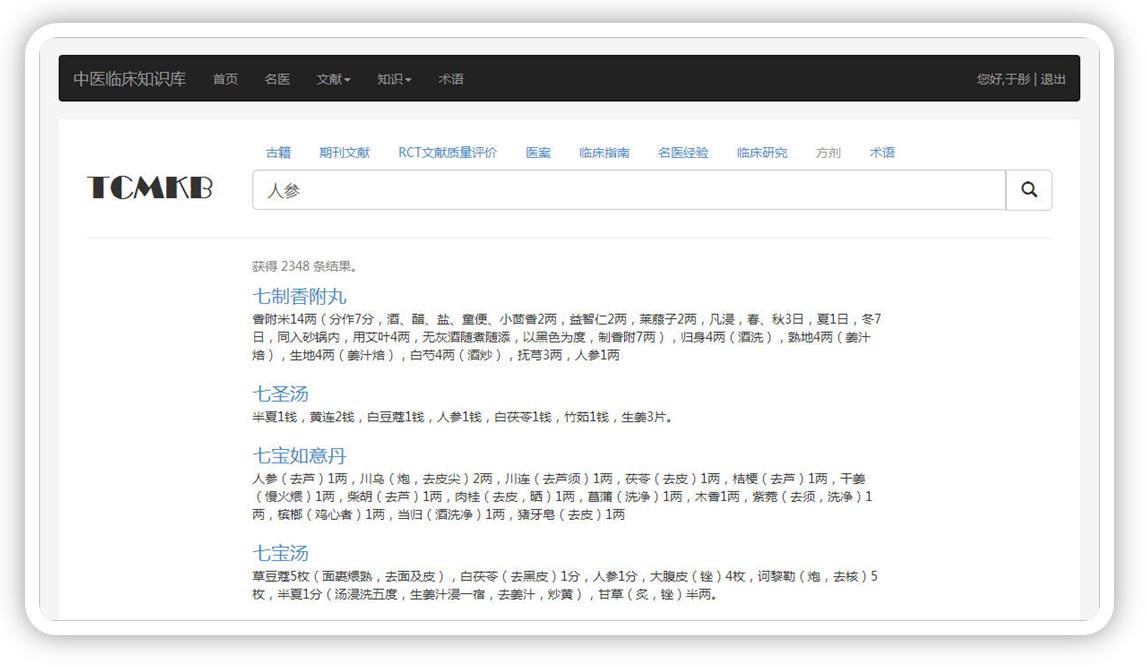 中医临床知识库 首页 名医 文献 知识 术语 您好,于彤 | 退出
古籍 期刊文献 RCT文献质量评价 医案 临床指南 名医经验 临床研究 方剂 术语
TCMKB
人参
获得 2348 条结果。
七制香附丸
香附米14两（分作7分，酒、醋、盐、童便、小茴香2两，益智仁2两，莱菔子2两，凡浸，春、秋3日，夏1日，冬7
日，同入砂锅内，用艾叶4两，无灰酒随煮随添，以黑色为度，制香附7两），归身4两（酒洗），熟地4两（姜汁
焙），生地4两（姜汁焙），白芍4两（酒炒），抚芎3两，人参1两
七圣汤
半夏1钱，黄连2钱，白豆蔻1钱，人参1钱，白茯苓1钱，竹茹1钱，生姜3片。
七宝如意丹
人参（去芦）1两，川乌（炮，去皮尖）2两，川连（去芦须）1两，茯苓（去皮）1两，桔梗（去芦）1两，干姜
（慢火煨）1两，柴胡（去芦）1两，肉桂（去皮，晒）1两，菖蒲（洗净）1两，木香1两，紫菀（去须，洗净）1
两，槟榔（鸡心者）1两，当归（酒洗净）1两，猪牙皂（去皮）1两
七宝汤
草豆蔻5枚（面裹煨熟，去面及皮），白茯苓（去黑皮）1分，人参1分，大腹皮（锉）4枚，诃黎勒（炮，去核）5
枚，半夏1分（汤浸洗五度，生姜汁浸一宿，去姜汁，炒黄），甘草（炙，锉）半两。